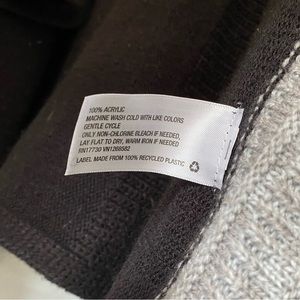 100% ACRYLIC
MACHINE WASH COLD WITH LIKE COLORS
GENTLE CYCLE
ONLY NON-CHLORINE BLEACH IF NEEDED,
LAY FLAT TO DRY, WARM IRON IF NEEDED
RN17730 VN1268582
LABEL MADE FROM 100% RECYCLED PLASTIC